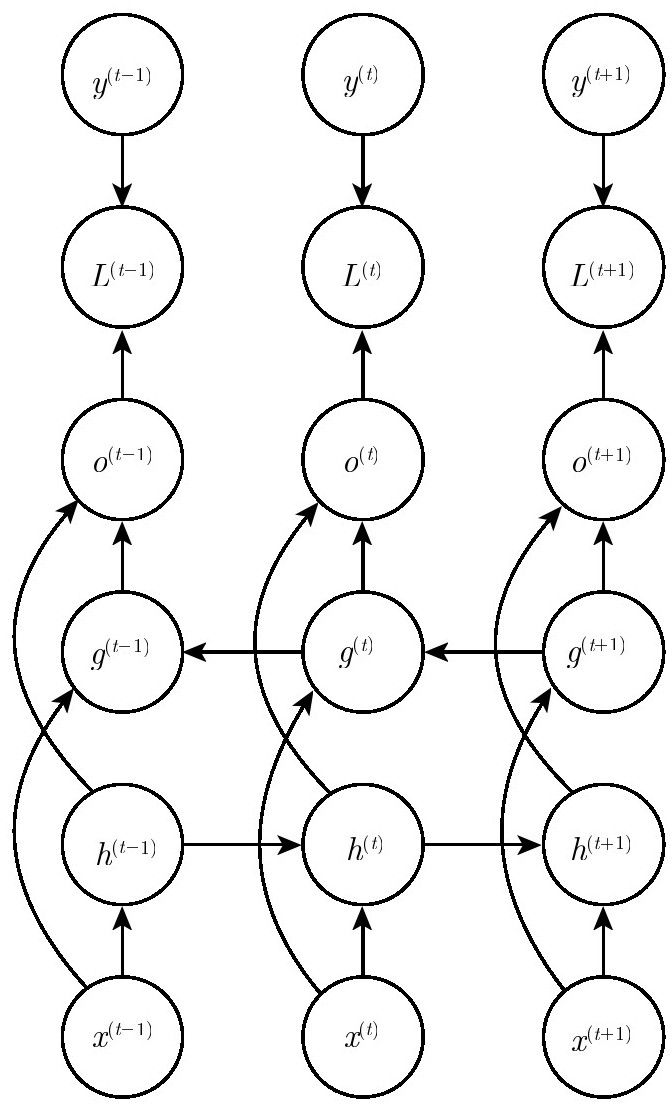 y^(t−1) y^(t) y^(t+1)
L^(t−1) L^(t) L^(t+1)
o^(t−1) o^(t) o^(t+1)
g^(t−1) g^(t) g^(t+1)
h^(t−1) h^(t) h^(t+1)
x^(t−1) x^(t) x^(t+1)